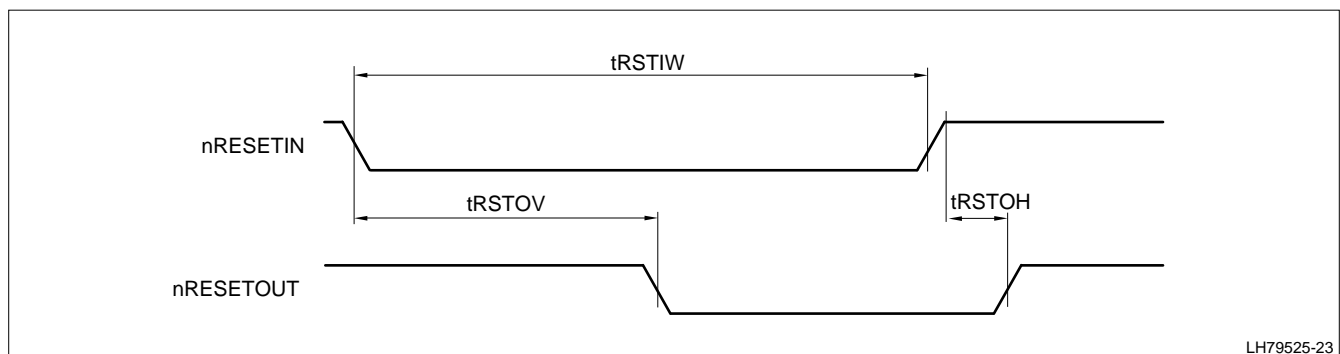 tRSTIW
nRESETIN
tRSTOV
tRSTOH
nRESETOUT
LH79525-23